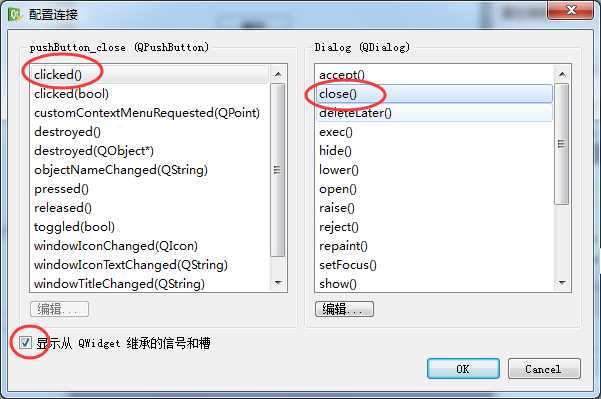 配置连接
pushButton_close (QPushButton)
clicked()
clicked(bool)
customContextMenuRequested(QPoint)
destroyed()
destroyed(QObject*)
objectNameChanged(QString)
pressed()
released()
toggled(bool)
windowIconChanged(QIcon)
windowIconTextChanged(QString)
windowTitleChanged(QString)
编辑...
Dialog (QDialog)
accept()
close()
deleteLater()
exec()
hide()
lower()
open()
raise()
reject()
repaint()
setFocus()
show()
编辑...
显示从 QWidget 继承的信号和槽
OK
Cancel